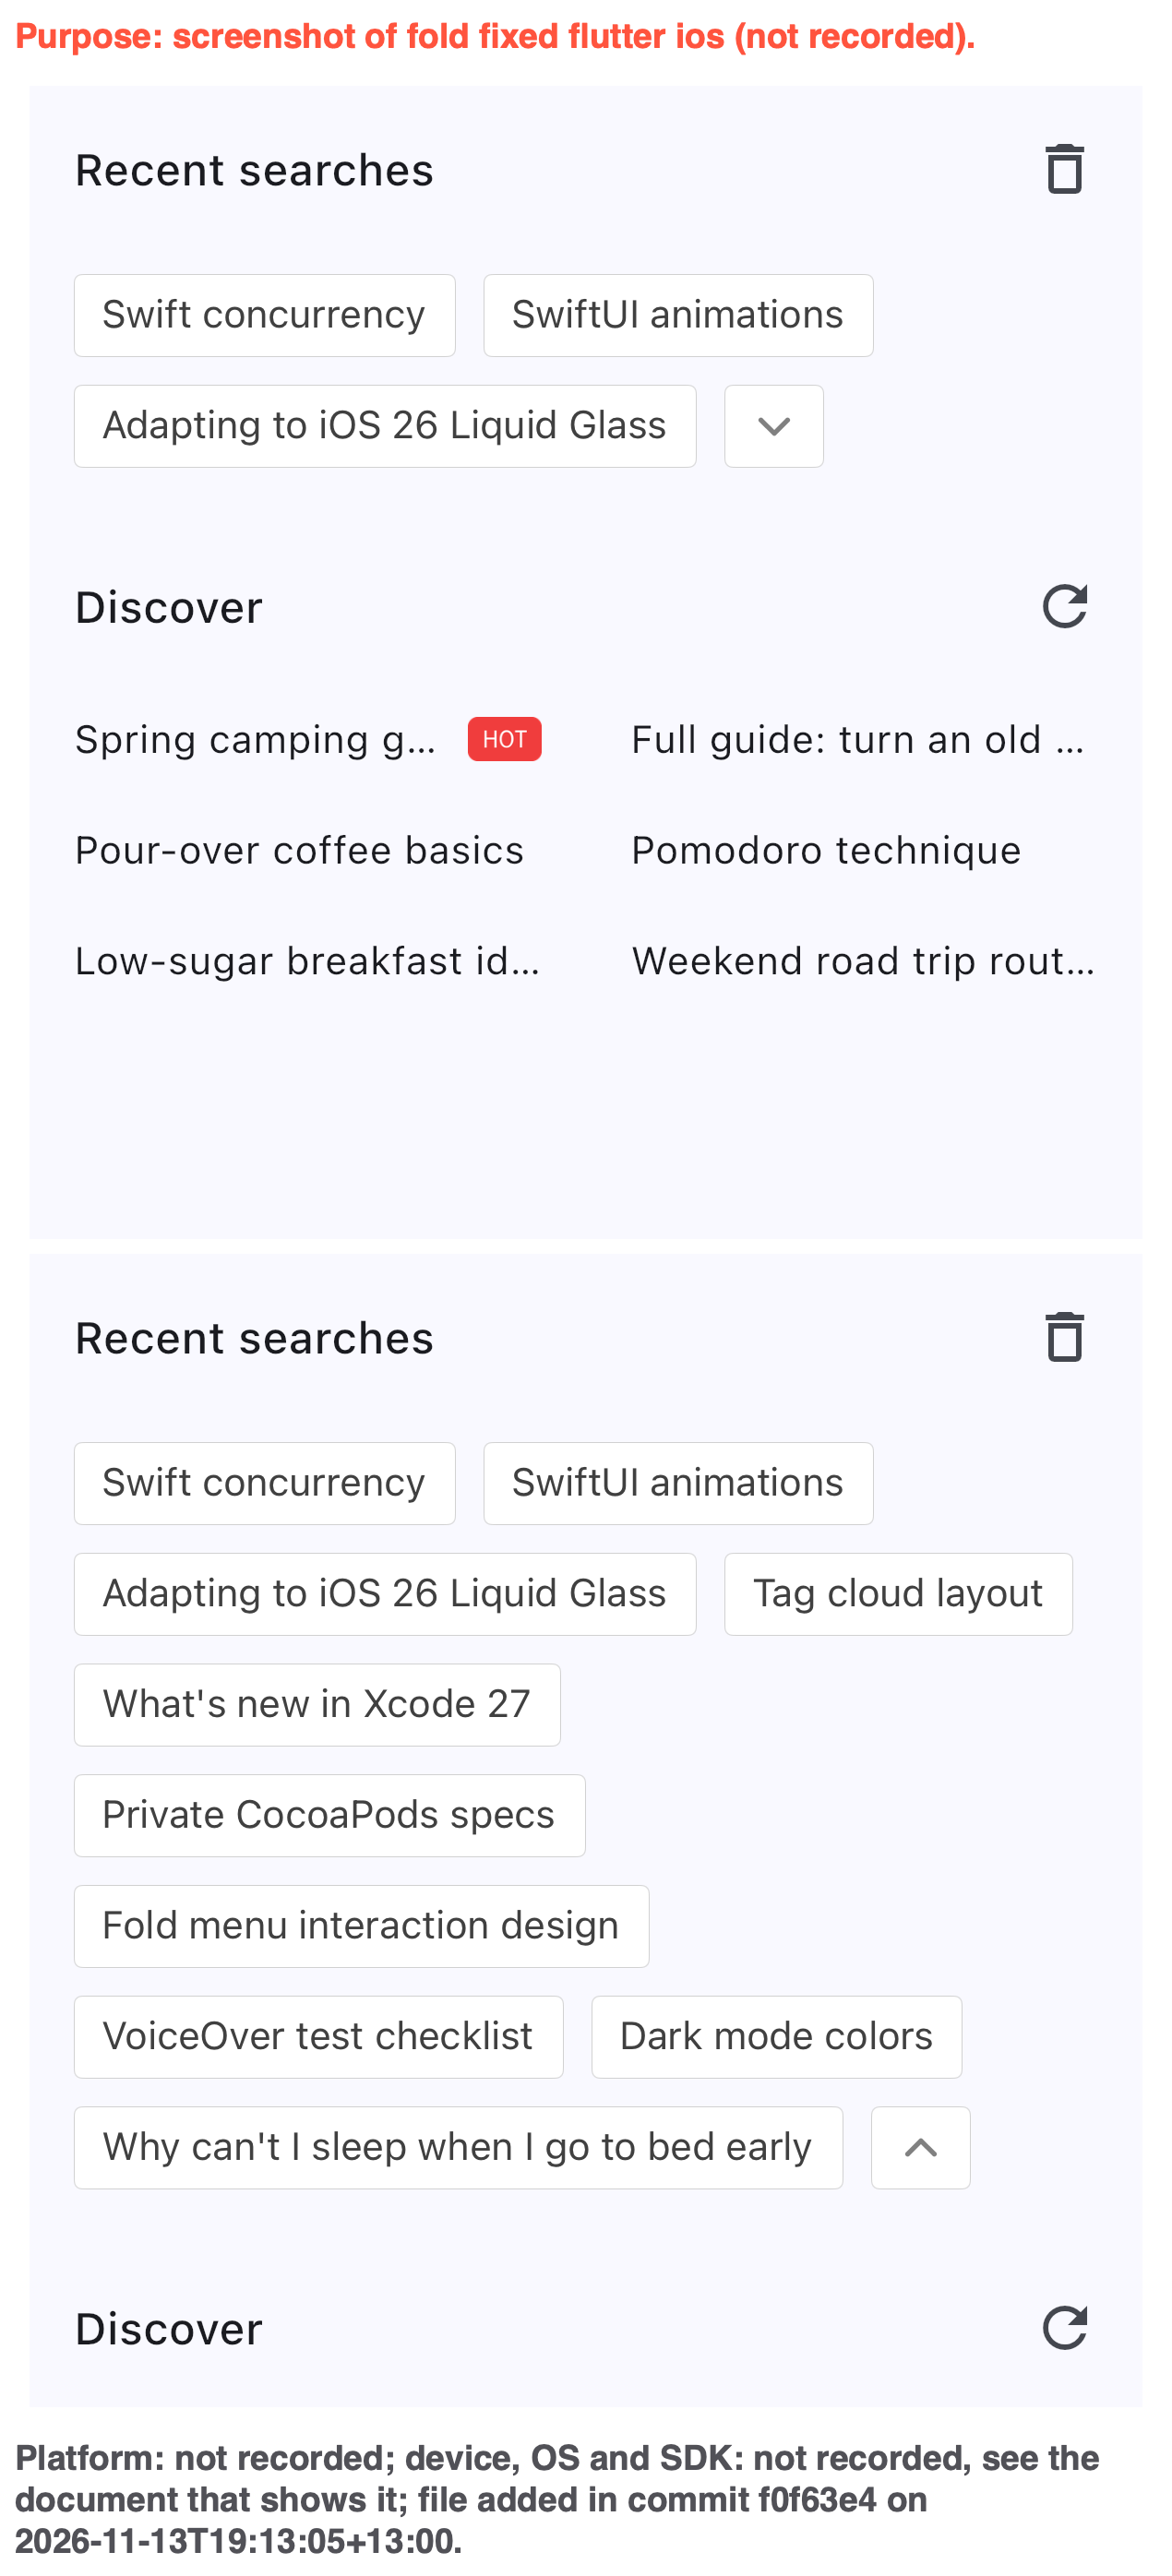 Purpose: screenshot of fold fixed flutter ios (not recorded).
Recent searches
Swift concurrency
SwiftUI animations
Adapting to iOS 26 Liquid Glass
Discover
Spring camping g...
HOT
Full guide: turn an old ...
Pour-over coffee basics
Pomodoro technique
Low-sugar breakfast id...
Weekend road trip rout...
Recent searches
Swift concurrency
SwiftUI animations
Adapting to iOS 26 Liquid Glass
Tag cloud layout
What's new in Xcode 27
Private CocoaPods specs
Fold menu interaction design
VoiceOver test checklist
Dark mode colors
Why can't I sleep when I go to bed early
Discover
Platform: not recorded; device, OS and SDK: not recorded, see the
document that shows it; file added in commit f0f63e4 on
2026-11-13T19:13:05+13:00.